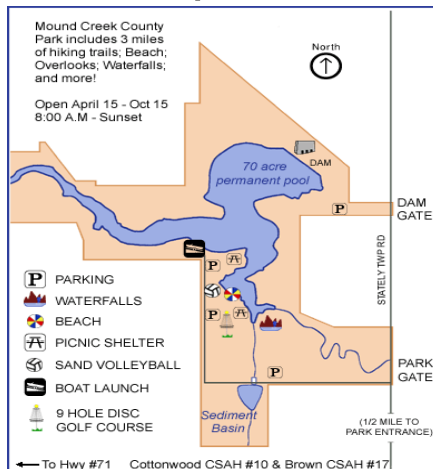 Mound Creek County
Park includes 3 miles
of hiking trails; Beach;
Overlooks; Waterfalls;
and more!
Open April 15 - Oct 15
8:00 A.M - Sunset
North
DAM
70 acre
permanent pool
P
DAM
GATE
STATELY TWP RD
P
P
P PARKING
WATERFALLS
BEACH
PICNIC SHELTER
SAND VOLLEYBALL
BOAT LAUNCH
9 HOLE DISC
GOLF COURSE
P
PARK
GATE
Sediment
Basin
(1/2 MILE TO
PARK ENTRANCE)
To Hwy #71 Cottonwood CSAH #10 & Brown CSAH #17